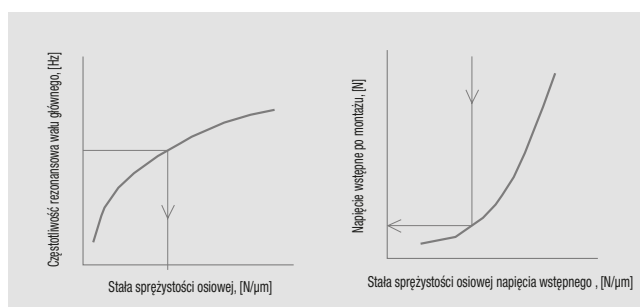 Częstotliwość rezonansowa wału głównego, [Hz]
Stała sprężystości osiowej, [N/µm]
Napięcie wstępne po montażu, [N]
Stała sprężystości osiowej napięcia wstępnego , [N/µm]